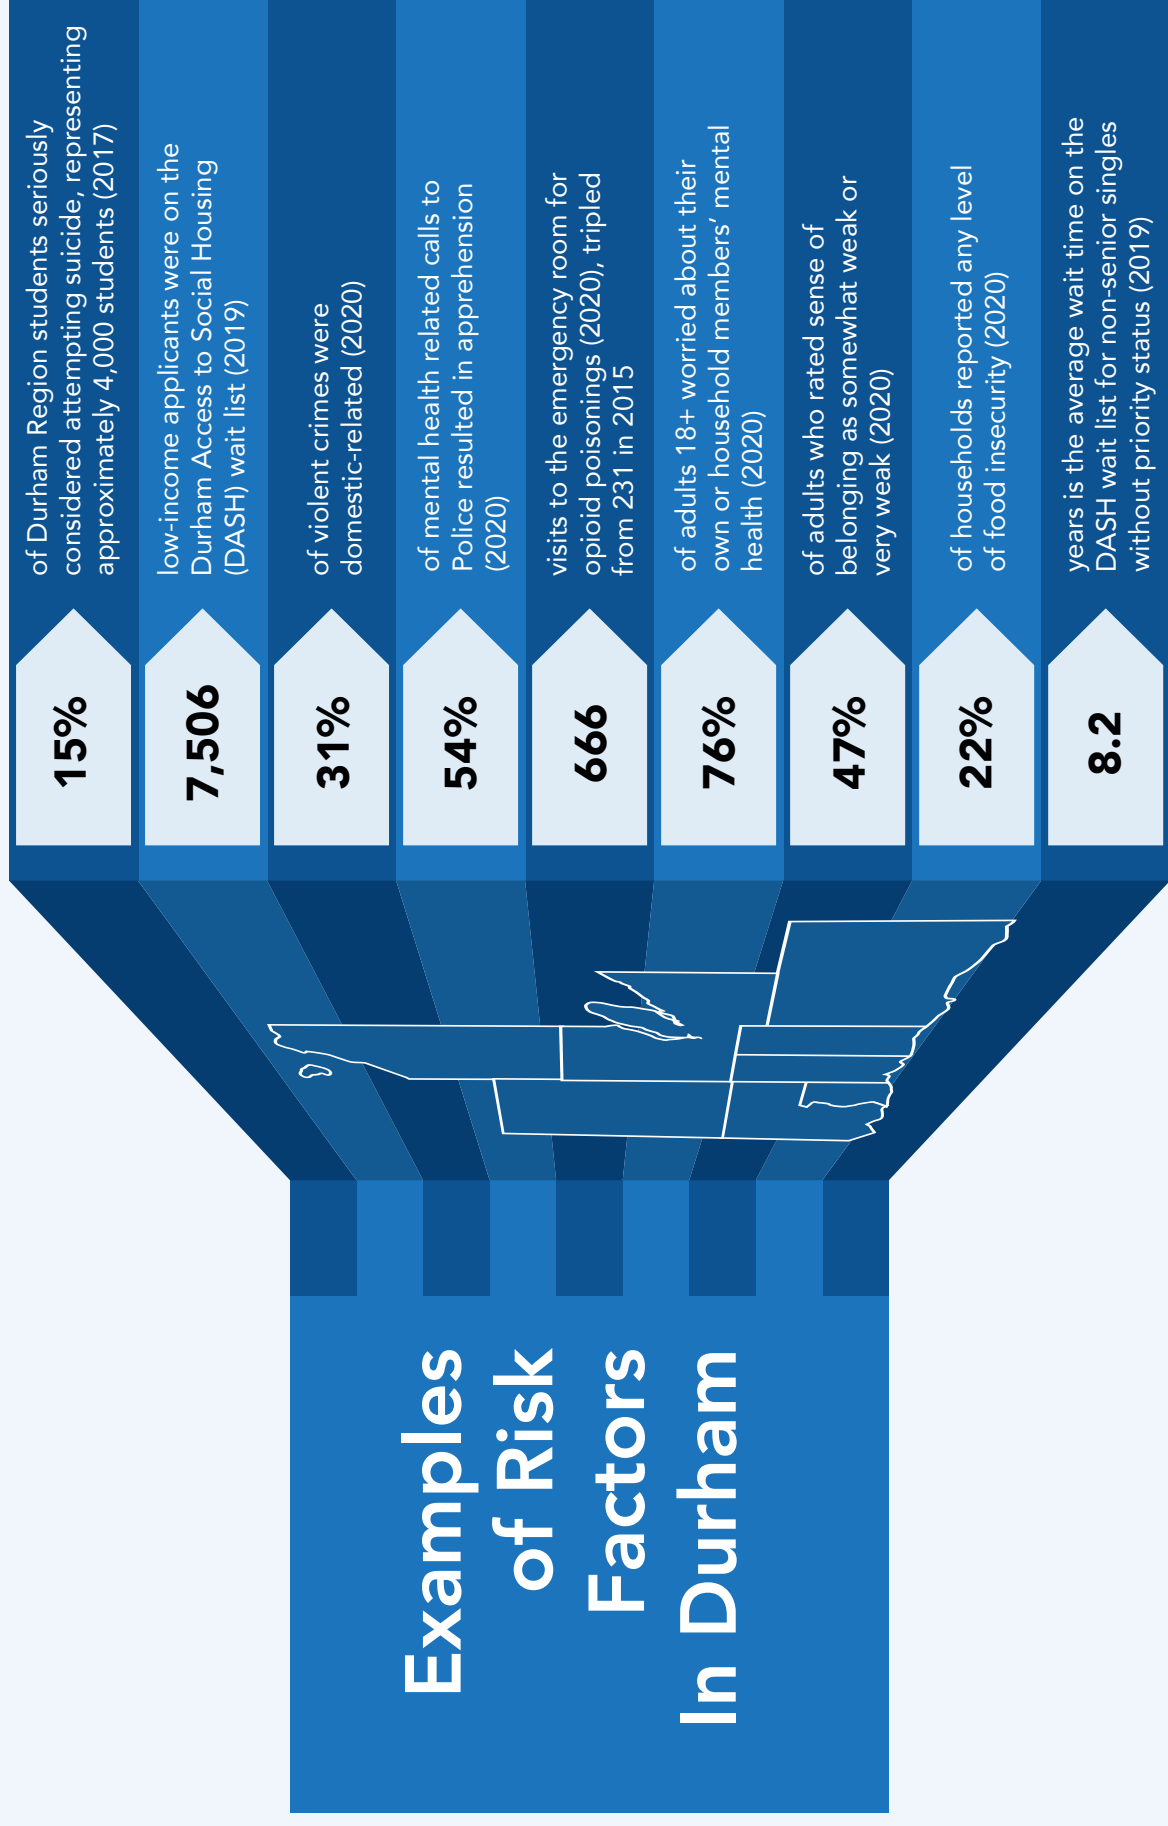 Examples
of Risk
Factors
In Durham
15%
of Durham Region students seriously
considered attempting suicide, representing
approximately 4,000 students (2017)
7,506
low-income applicants were on the
Durham Access to Social Housing
(DASH) wait list (2019)
31%
of violent crimes were
domestic-related (2020)
54%
of mental health related calls to
Police resulted in apprehension
(2020)
666
visits to the emergency room for
opioid poisonings (2020), tripled
from 231 in 2015
76%
of adults 18+ worried about their
own or household members’ mental
health (2020)
47%
of adults who rated sense of
belonging as somewhat weak or
very weak (2020)
22%
of households reported any level
of food insecurity (2020)
8.2
years is the average wait time on the
DASH wait list for non-senior singles
without priority status (2019)